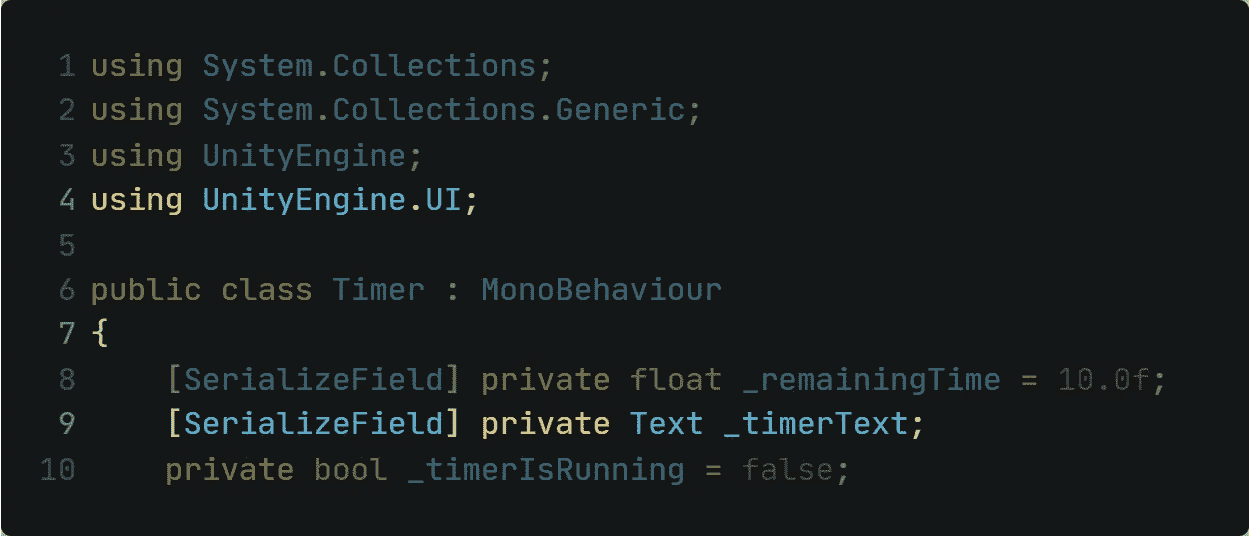 1 using System.Collections;
2 using System.Collections.Generic;
3 using UnityEngine;
4 using UnityEngine.UI;
5
6 public class Timer : MonoBehaviour
7 {
8     [SerializeField] private float _remainingTime = 10.0f;
9     [SerializeField] private Text _timerText;
10     private bool _timerIsRunning = false;